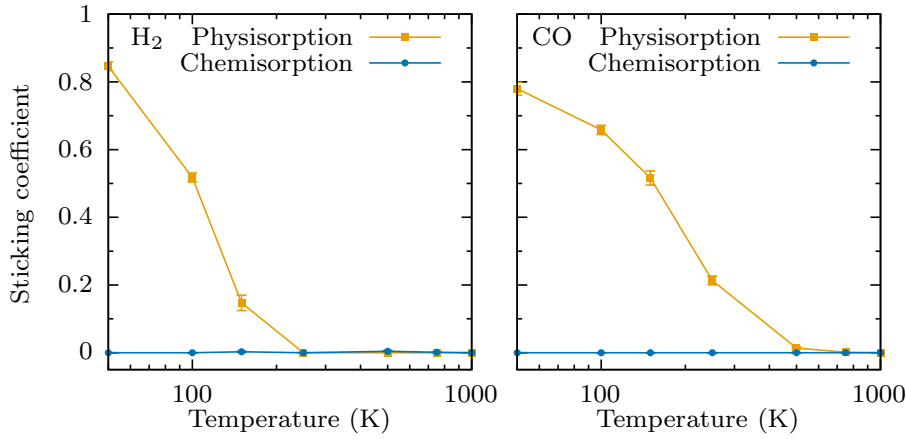 H₂ Physisorption
Chemisorption
CO Physisorption
Chemisorption
Sticking coefficient
1
0.8
0.6
0.4
0.2
0
100 1000
100 1000
Temperature (K)
Temperature (K)